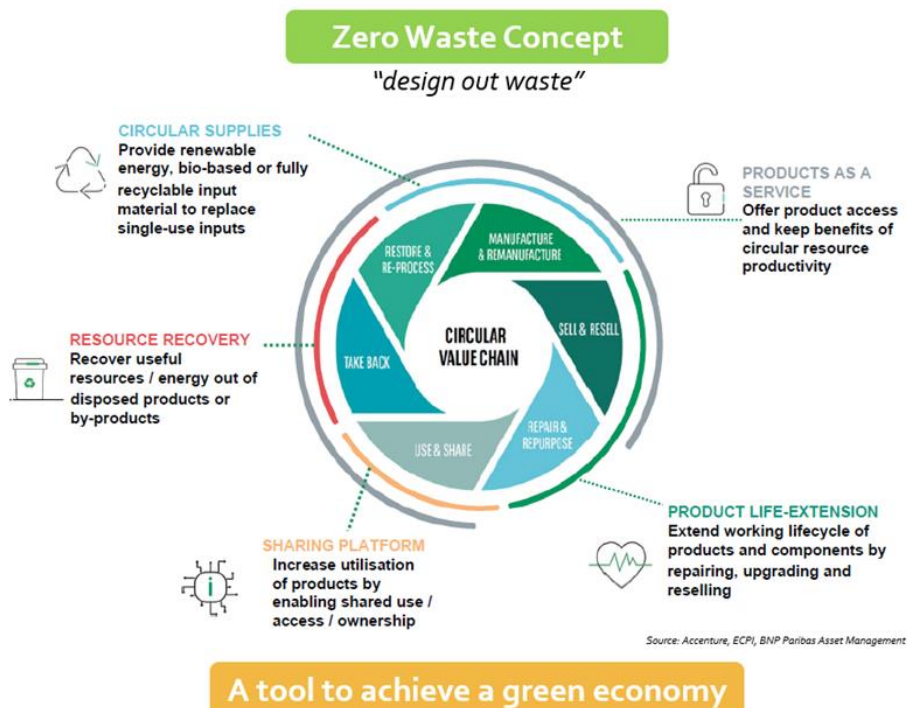 Zero Waste Concept
“design out waste”
CIRCULAR SUPPLIES
Provide renewable
energy, bio-based or fully
recyclable input
material to replace
single-use inputs
PRODUCTS AS A
SERVICE
Offer product access
and keep benefits of
circular resource
productivity
RESTORE &
RE-PROCESS
MANUFACTURE
& REMANUFACTURE
SELL & RESELL
REPAIR &
REPURPOSE
USE & SHARE
TAKE BACK
CIRCULAR
VALUE CHAIN
RESOURCE RECOVERY
Recover useful
resources / energy out of
disposed products or
by-products
PRODUCT LIFE-EXTENSION
Extend working lifecycle of
products and components by
repairing, upgrading and
reselling
SHARING PLATFORM
Increase utilisation
of products by
enabling shared use /
access / ownership
i
Source: Accenture, ECPI, BNP Paribas Asset Management
A tool to achieve a green economy